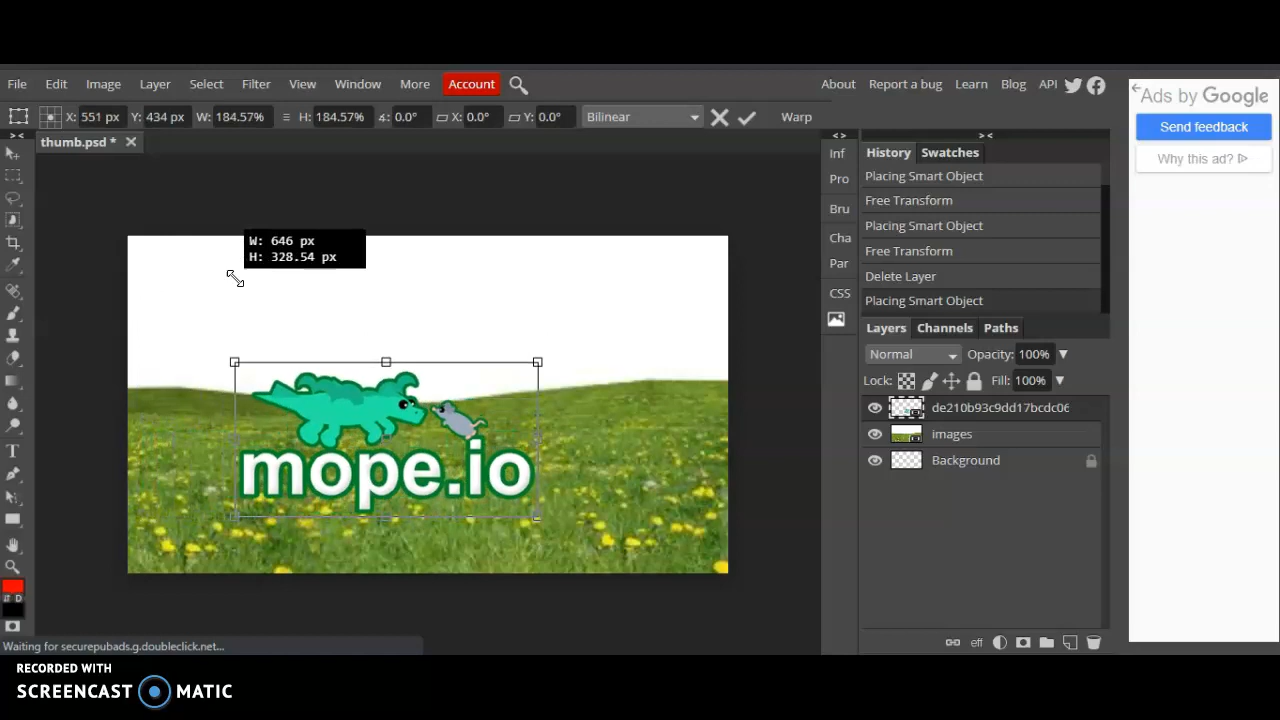 File Edit Image Layer Select Filter View Window More Account About Report a bug Learn Blog API
X: 551 px Y: 434 px W: 184.57% H: 184.57% ∡: 0.0° X: 0.0° Y: 0.0° Bilinear Warp
Ads by Google
Send feedback
Why this ad?
thumb.psd *
Inf
Pro
Bru
Cha
Par
CSS
History Swatches
Placing Smart Object
Free Transform
Placing Smart Object
Free Transform
Delete Layer
Placing Smart Object
W: 646 px
H: 328.54 px
Layers Channels Paths
Normal Opacity: 100%
Lock: Fill: 100%
de210b93c9dd17bcdc06
images
Background
mope.io
D
eff
Waiting for securepubads.g.doubleclick.net...
RECORDED WITH
SCREENCAST MATIC